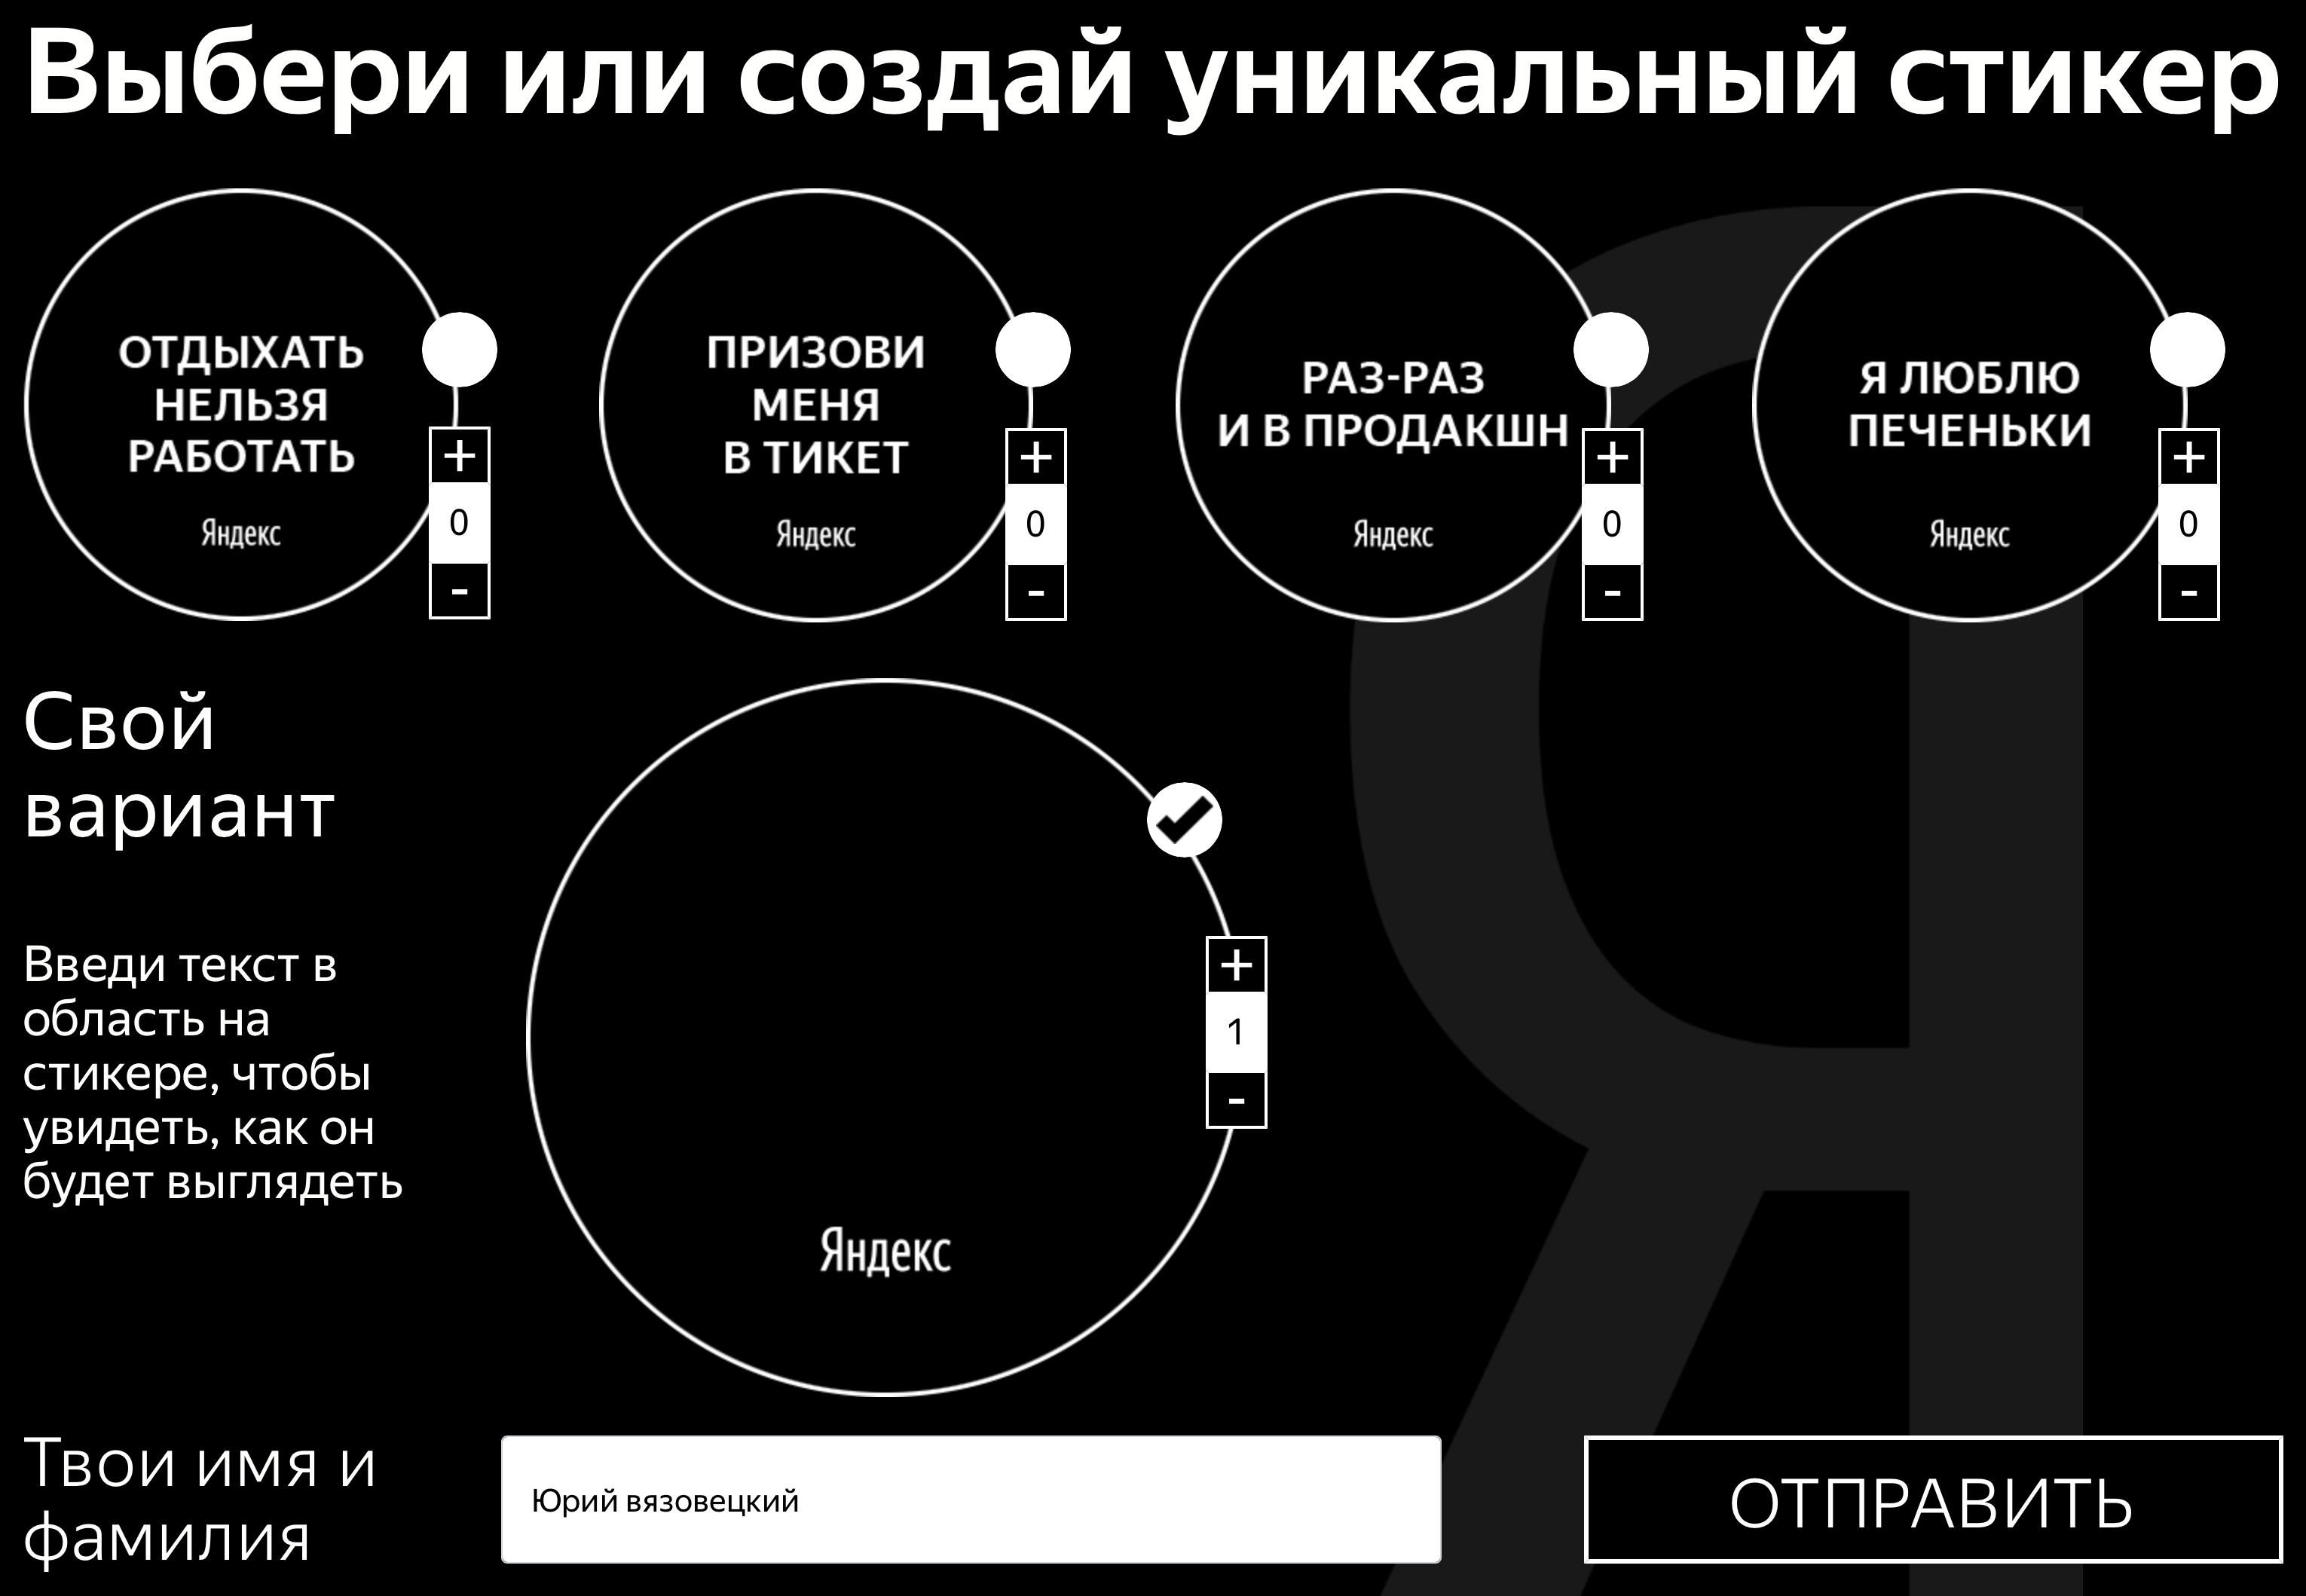 Выбери или создай уникальный стикер
ОТДЫХАТЬ
НЕЛЬЗЯ
РАБОТАТЬ
Яндекс
+
0
-
ПРИЗОВИ
МЕНЯ
В ТИКЕТ
Яндекс
+
0
-
РАЗ-РАЗ
И В ПРОДАКШН
Яндекс
+
0
-
Я ЛЮБЛЮ
ПЕЧЕНЬКИ
Яндекс
+
0
-
Свой
вариант
Введи текст в
область на
стикере, чтобы
увидеть, как он
будет выглядеть
+
1
-
Яндекс
Я
Твои имя и
фамилия
Юрий вязовецкий
ОТПРАВИТЬ